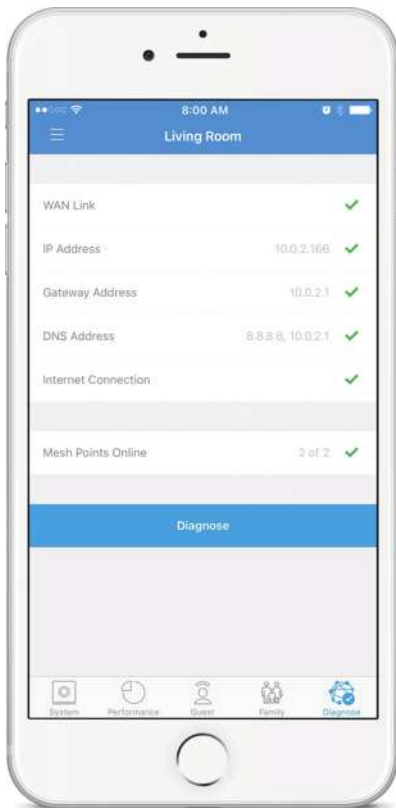 8:00 AM
Living Room
WAN Link
IP Address 10.0.2.166
Gateway Address 10.0.2.1
DNS Address 8.8.8.8, 10.0.2.1
Internet Connection
Mesh Points Online 2 of 2
Diagnose
System Performance Guest Family Diagnose